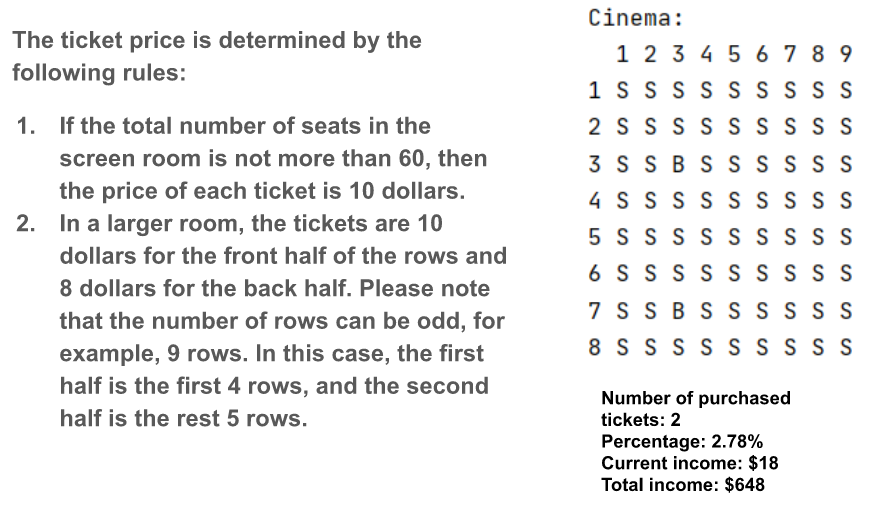 The ticket price is determined by the
following rules:
1. If the total number of seats in the
screen room is not more than 60, then
the price of each ticket is 10 dollars.
2. In a larger room, the tickets are 10
dollars for the front half of the rows and
8 dollars for the back half. Please note
that the number of rows can be odd, for
example, 9 rows. In this case, the first
half is the first 4 rows, and the second
half is the rest 5 rows.
Cinema:
1 2 3 4 5 6 7 8 9
1 S S S S S S S S S
2 S S S S S S S S S
3 S S B S S S S S S
4 S S S S S S S S S
5 S S S S S S S S S
6 S S S S S S S S S
7 S S B S S S S S S
8 S S S S S S S S S
Number of purchased
tickets: 2
Percentage: 2.78%
Current income: $18
Total income: $648